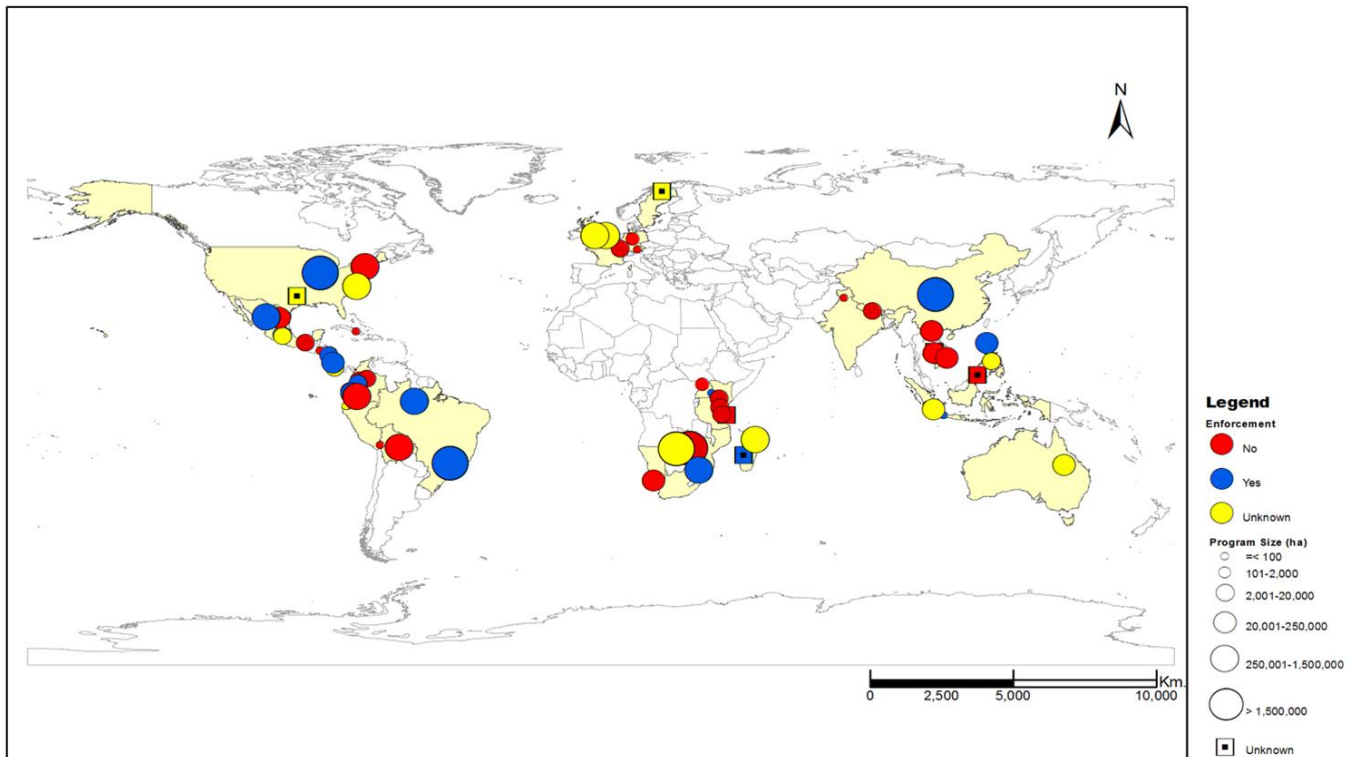 N
Km.
0 2,500 5,000 10,000
Legend
Enforcement
No
Yes
Unknown
Program Size (ha)
=< 100
101-2,000
2,001-20,000
20,001-250,000
250,001-1,500,000
> 1,500,000
Unknown